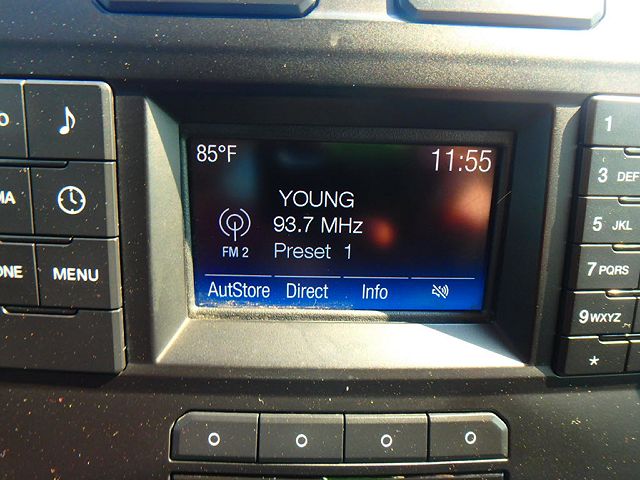 85°F
11:55
YOUNG
93.7 MHz
FM 2
Preset 1
AutStore Direct Info
MENU
1
3 DEF
5 JKL
7 PQRS
9 WXYZ
*